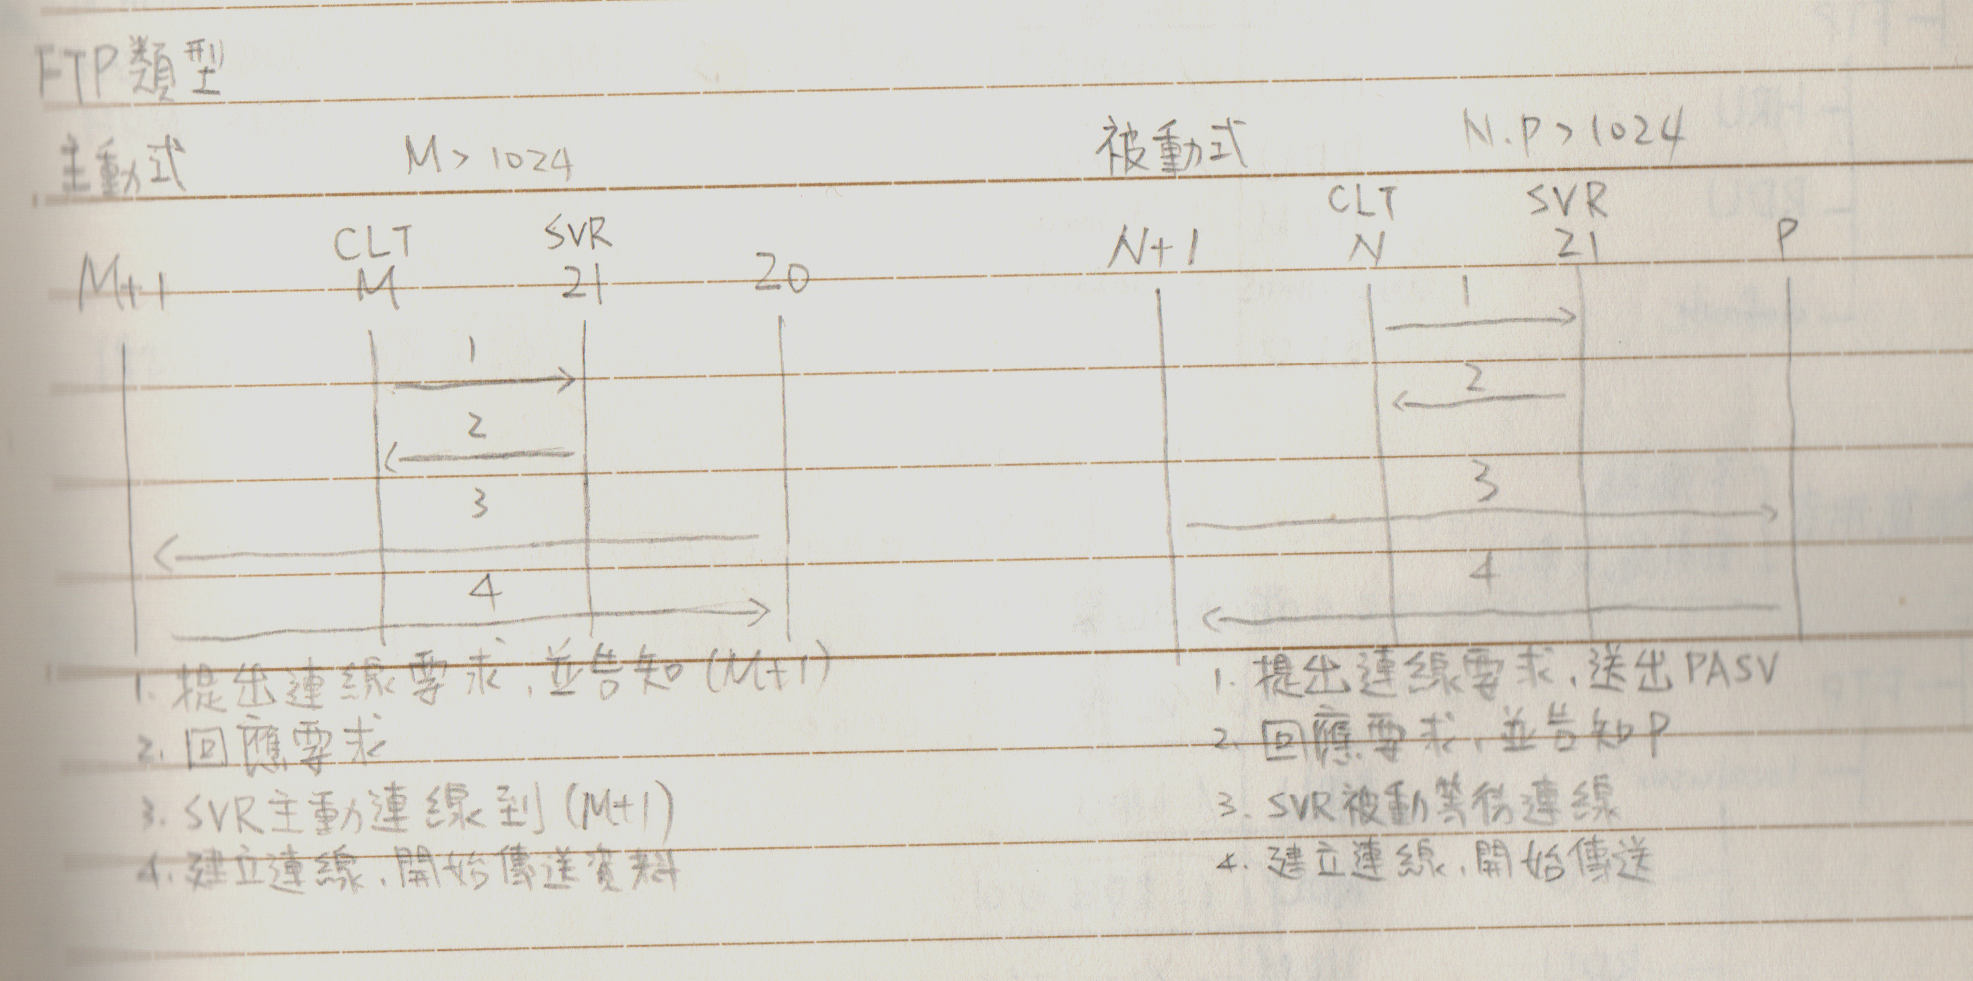 FTP類型
主動式 M > 1024
CLT SVR
M+1 M 21 20
1
2
3
4
1. 提出連線要求,並告知(M+1)
2. 回應要求
3. SVR主動連線到(M+1)
4. 建立連線,開始傳送資料
被動式 N.P > 1024
CLT SVR
N+1 N 21 P
1
2
3
4
1. 提出連線要求,送出PASV
2. 回應要求,並告知P
3. SVR被動等待連線
4. 建立連線,開始傳送